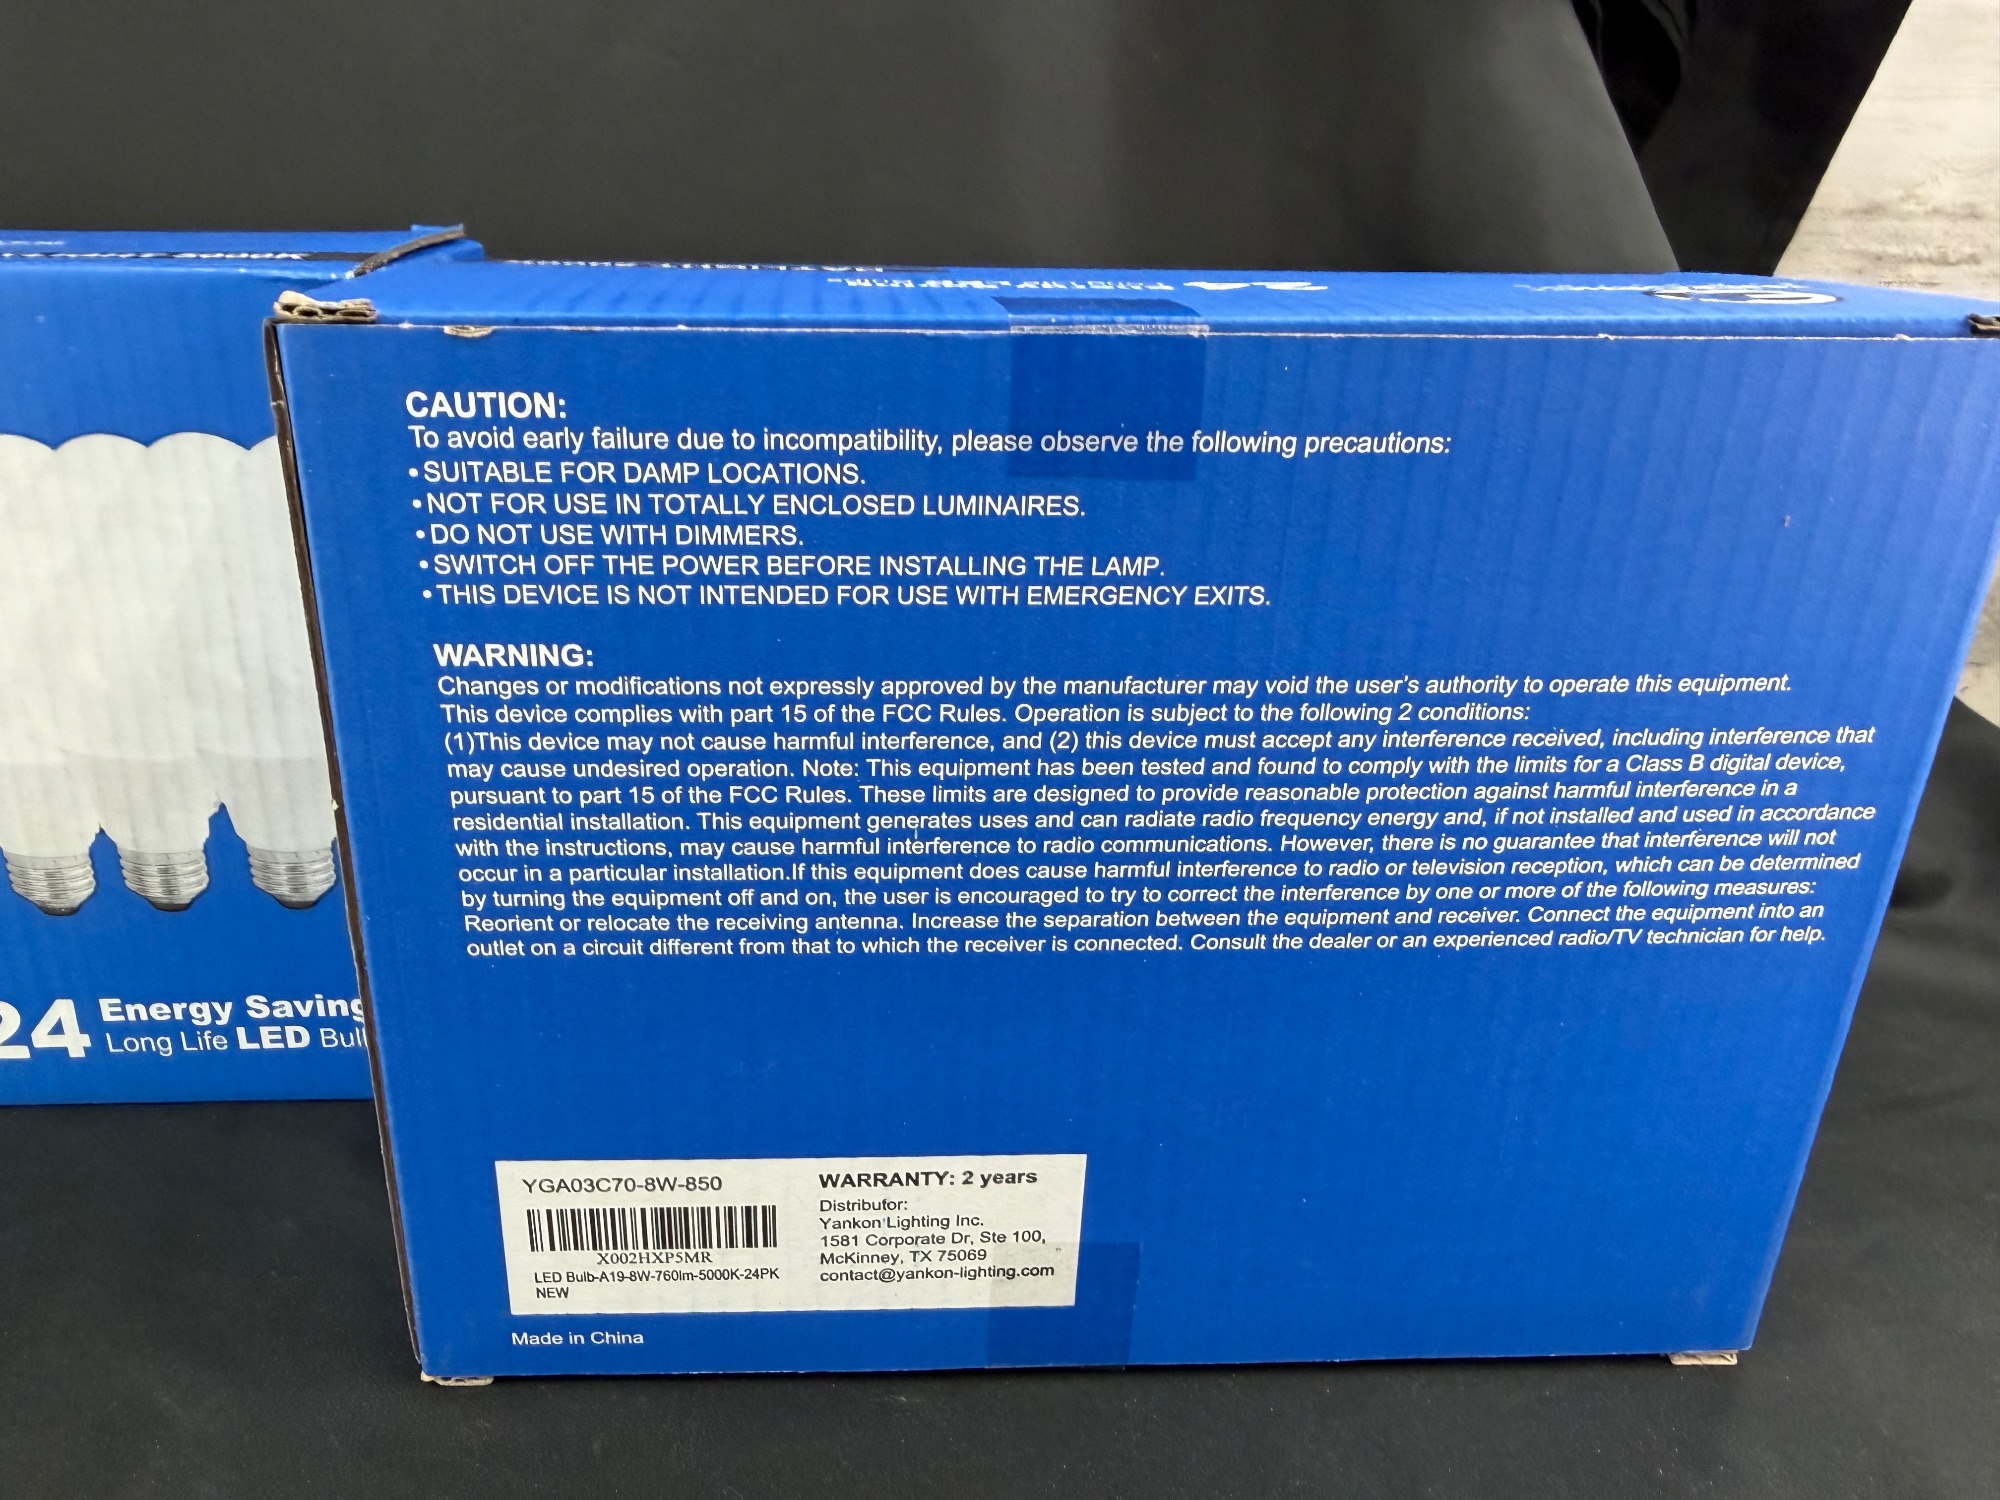 CAUTION:
To avoid early failure due to incompatibility, please observe the following precautions:
• SUITABLE FOR DAMP LOCATIONS.
• NOT FOR USE IN TOTALLY ENCLOSED LUMINAIRES.
• DO NOT USE WITH DIMMERS.
• SWITCH OFF THE POWER BEFORE INSTALLING THE LAMP.
• THIS DEVICE IS NOT INTENDED FOR USE WITH EMERGENCY EXITS.
WARNING:
Changes or modifications not expressly approved by the manufacturer may void the user's authority to operate this equipment.
This device complies with part 15 of the FCC Rules. Operation is subject to the following 2 conditions:
(1)This device may not cause harmful interference, and (2) this device must accept any interference received, including interference that
may cause undesired operation. Note: This equipment has been tested and found to comply with the limits for a Class B digital device,
pursuant to part 15 of the FCC Rules. These limits are designed to provide reasonable protection against harmful interference in a
residential installation. This equipment generates uses and can radiate radio frequency energy and, if not installed and used in accordance
with the instructions, may cause harmful interference to radio communications. However, there is no guarantee that interference will not
occur in a particular installation.If this equipment does cause harmful interference to radio or television reception, which can be determined
by turning the equipment off and on, the user is encouraged to try to correct the interference by one or more of the following measures:
Reorient or relocate the receiving antenna. Increase the separation between the equipment and receiver. Connect the equipment into an
outlet on a circuit different from that to which the receiver is connected. Consult the dealer or an experienced radio/TV technician for help.
24 Energy Saving
Long Life LED Bul
YGA03C70-8W-850
X002HXP5MR
LED Bulb-A19-8W-760lm-5000K-24PK
NEW
WARRANTY: 2 years
Distributor:
Yankon Lighting Inc.
1581 Corporate Dr, Ste 100,
McKinney, TX 75069
contact@yankon-lighting.com
Made in China